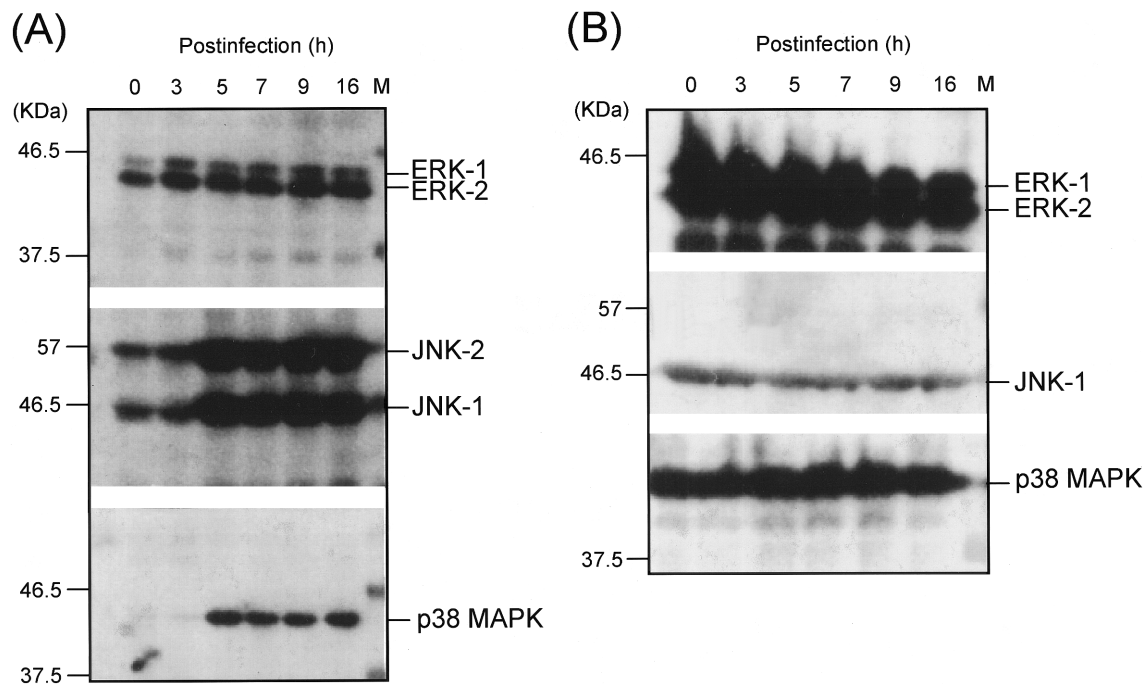 (A)
Postinfection (h)
0 3 5 7 9 16 M
(KDa)
46.5
ERK-1
ERK-2
37.5
57
JNK-2
46.5
JNK-1
46.5
p38 MAPK
37.5
(B)
Postinfection (h)
0 3 5 7 9 16 M
(KDa)
46.5
ERK-1
ERK-2
57
46.5
JNK-1
p38 MAPK
37.5